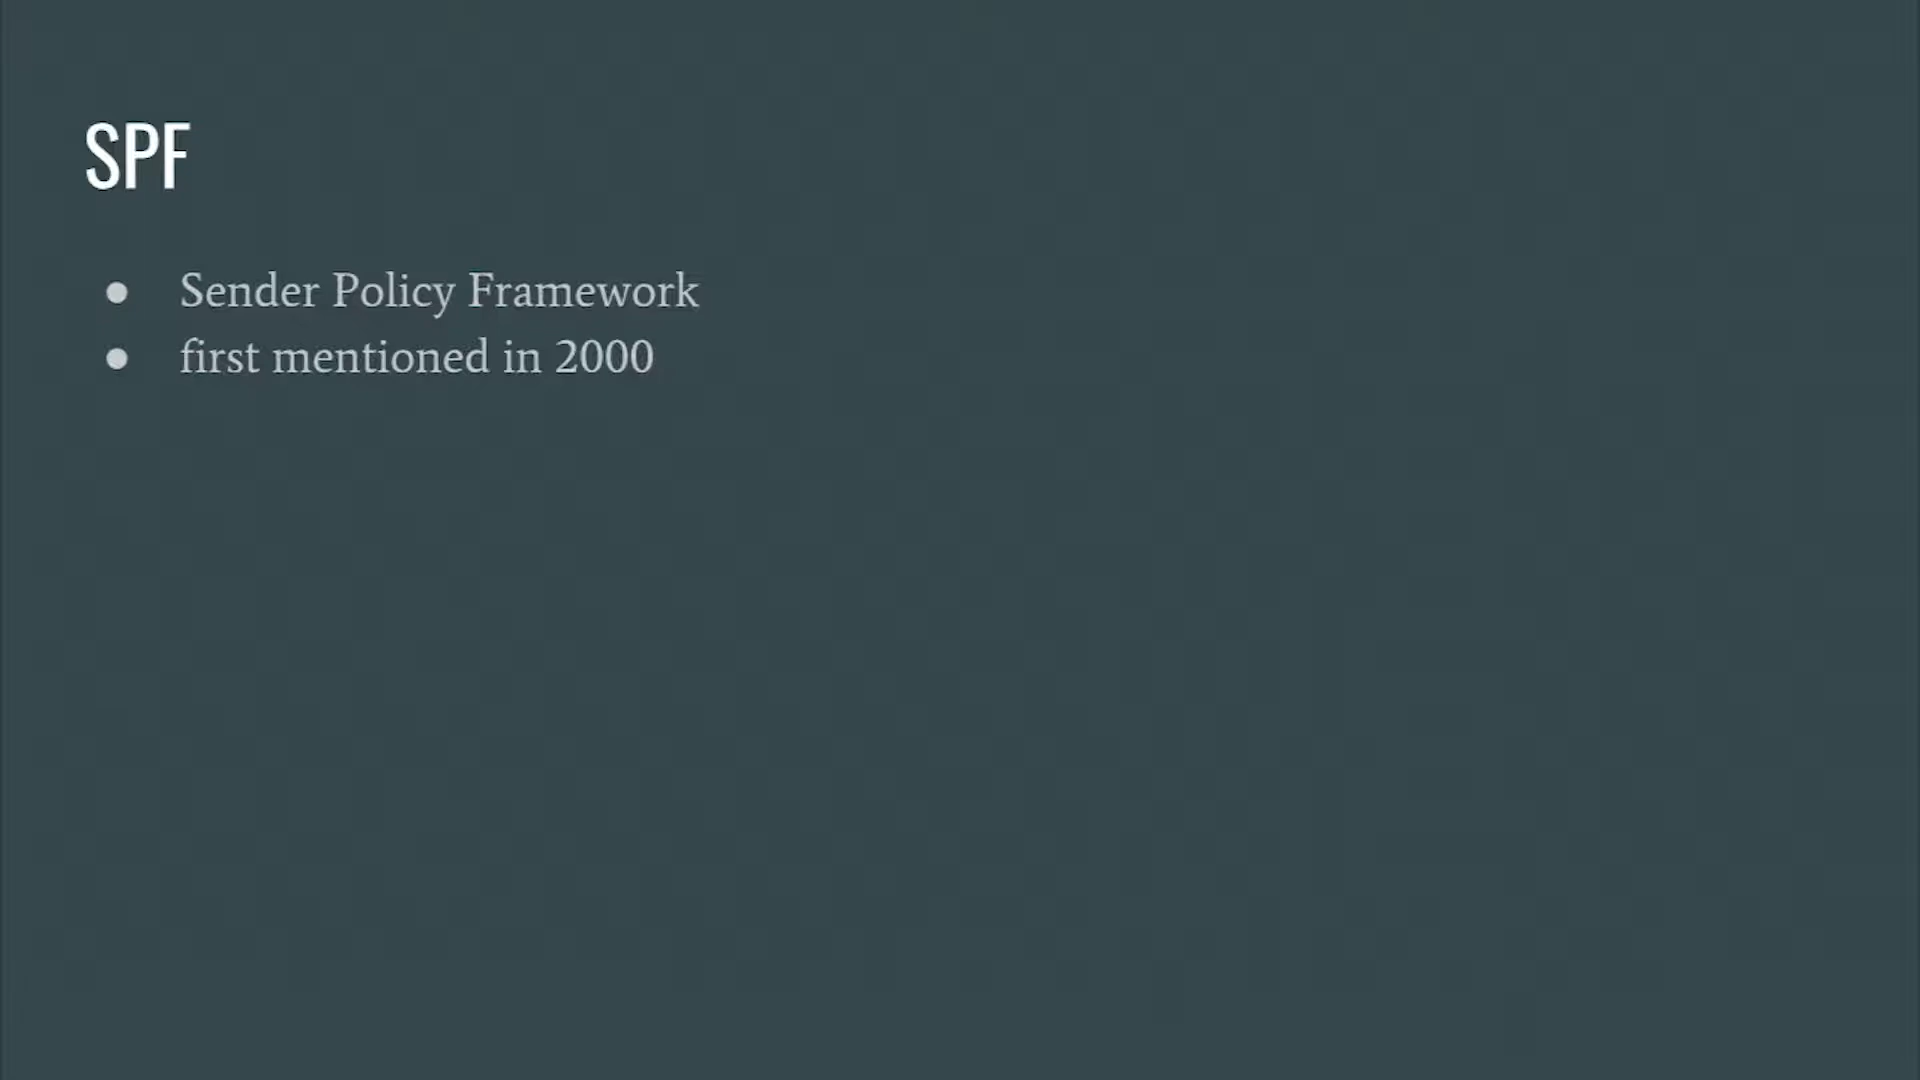 SPF
● Sender Policy Framework
● first mentioned in 2000